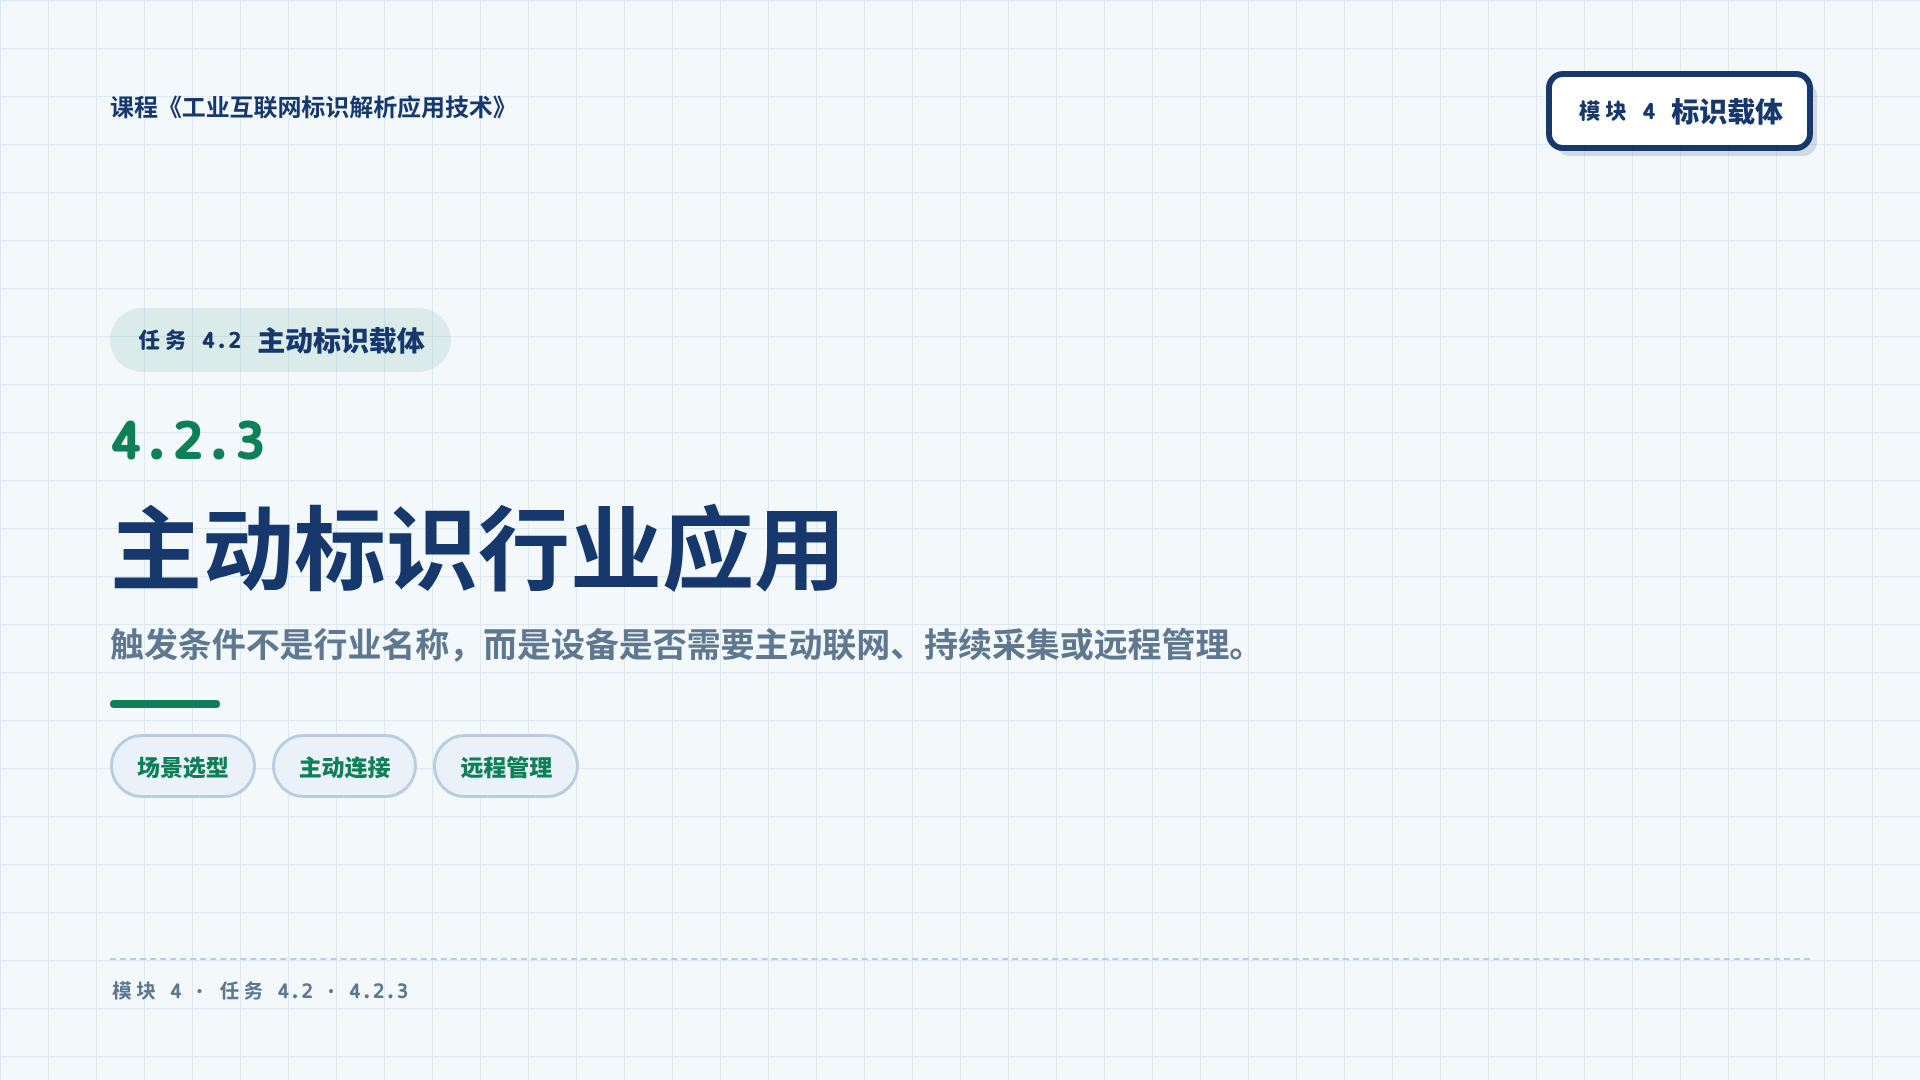 课程《工业互联网标识解析应用技术》
模块 4 标识载体
任务 4.2 主动标识载体
4.2.3
主动标识行业应用
触发条件不是行业名称，而是设备是否需要主动联网、持续采集或远程管理。
场景选型 主动连接 远程管理
模块 4 · 任务 4.2 · 4.2.3